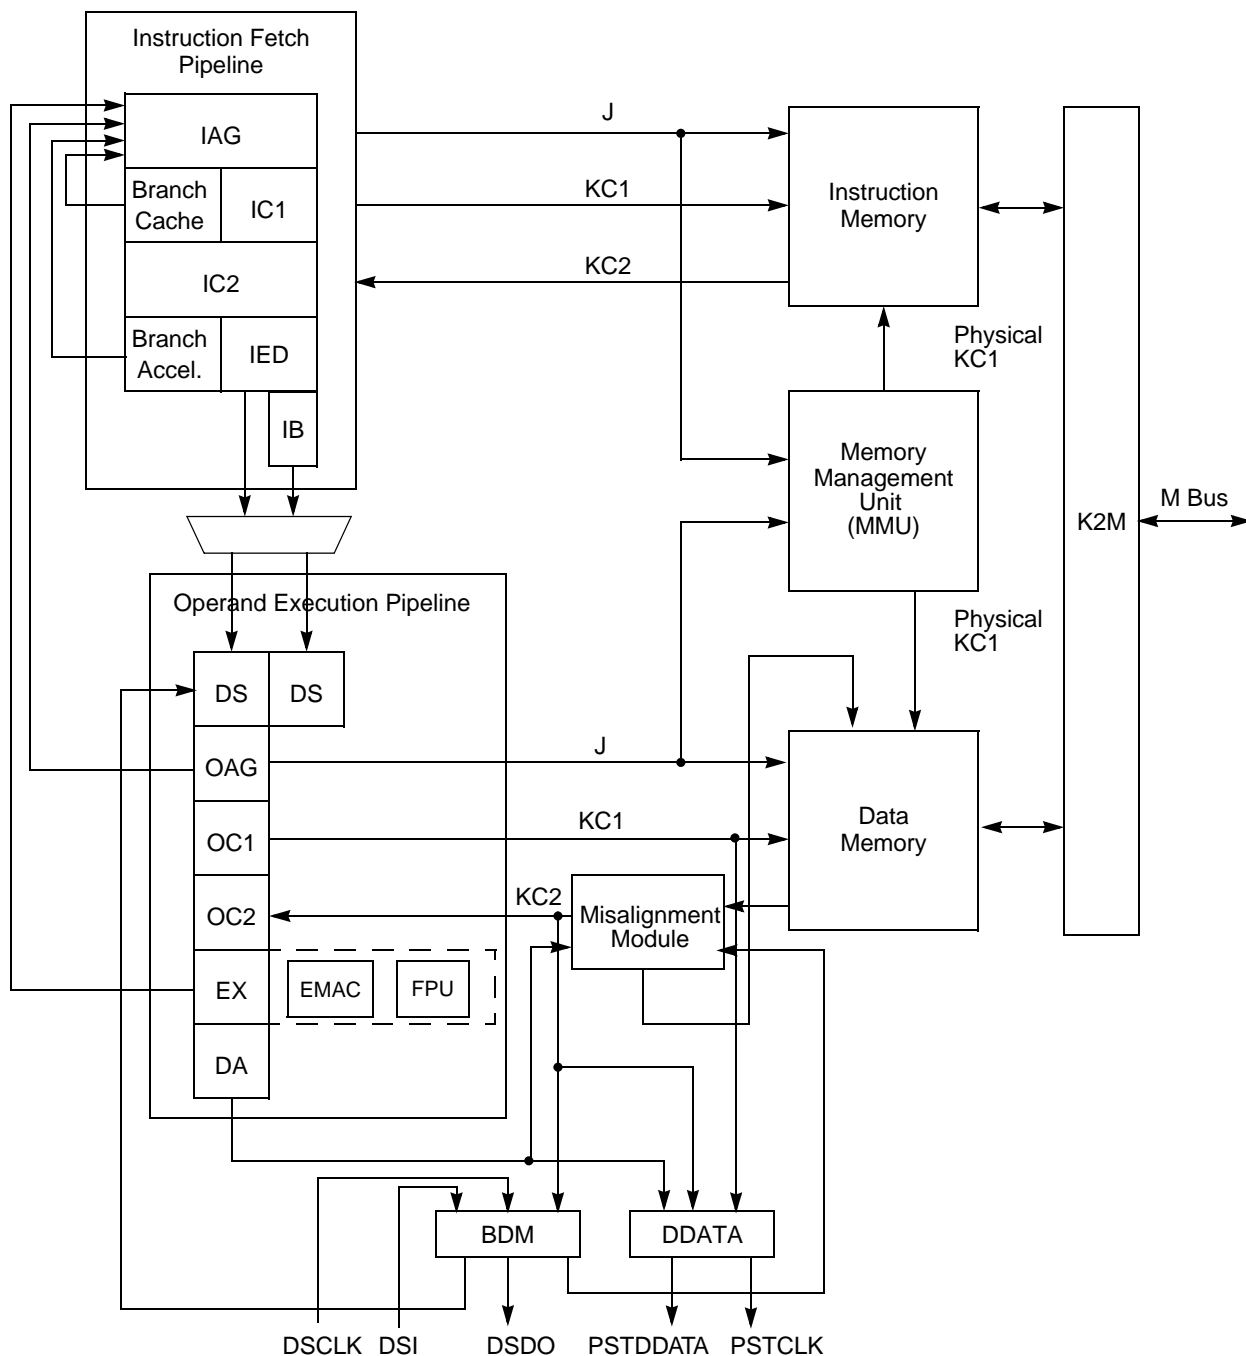 Instruction Fetch
Pipeline
IAG
Branch
Cache
IC1
IC2
Branch
Accel.
IED
IB
J
KC1
KC2
Instruction
Memory
Physical
KC1
Memory
Management
Unit
(MMU)
K2M
M Bus
Physical
KC1
Operand Execution Pipeline
DS
DS
OAG
J
OC1
KC1
Data
Memory
OC2
KC2
Misalignment
Module
EX
EMAC
FPU
DA
BDM
DDATA
DSCLK
DSI
DSDO
PSTDDATA
PSTCLK